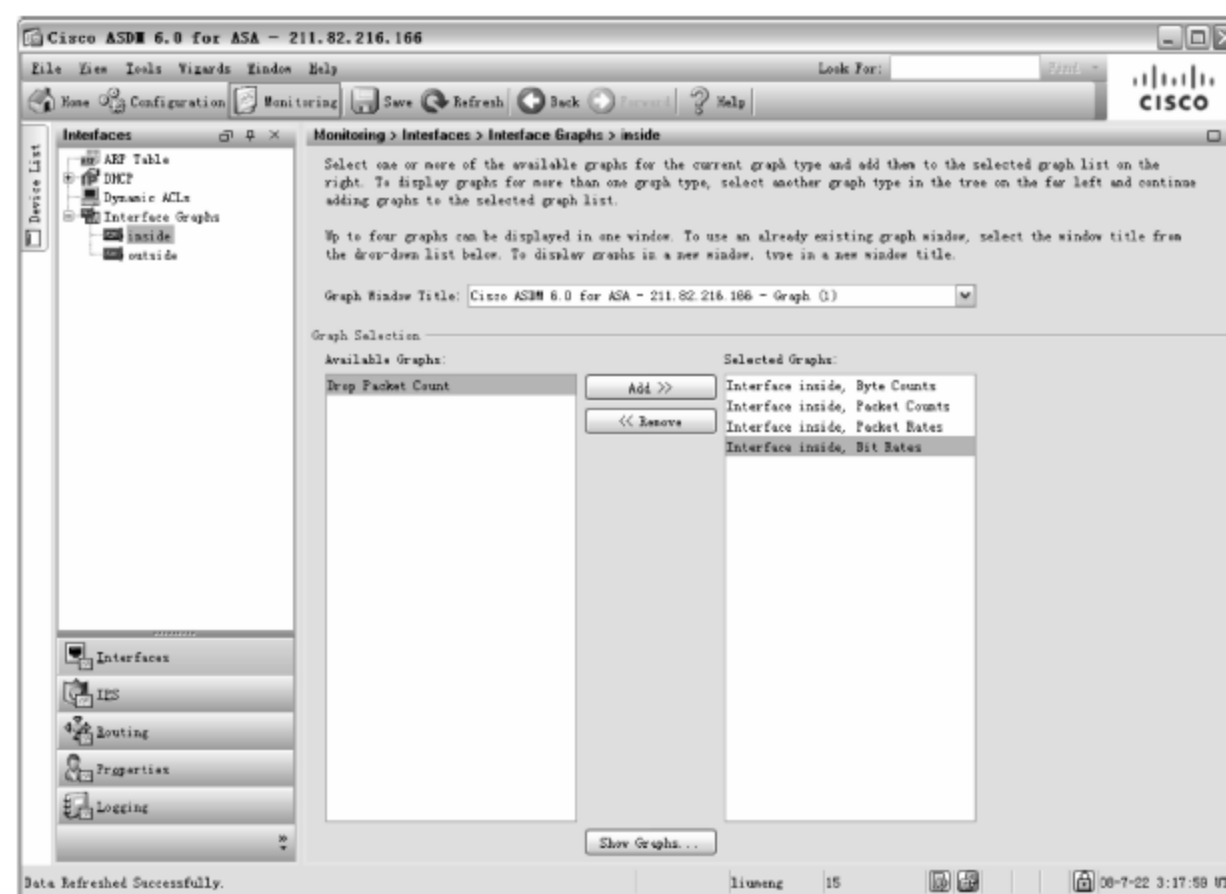 Cisco ASDM 6.0 for ASA - 211.82.216.166
File View Tools Wizards Window Help
Look For:
Find
Home Configuration Monitoring Save Refresh Back Forward Help
CISCO
Device List
Interfaces
ARP Table
DHCP
Dynamic ACLs
Interface Graphs
inside
outside
Monitoring > Interfaces > Interface Graphs > inside
Select one or more of the available graphs for the current graph type and add them to the selected graph list on the
right. To display graphs for more than one graph type, select another graph type in the tree on the far left and continue
adding graphs to the selected graph list.
Up to four graphs can be displayed in one window. To use an already existing graph window, select the window title from
the drop-down list below. To display graphs in a new window, type in a new window title.
Graph Window Title: Cisco ASDM 6.0 for ASA - 211.82.216.166 - Graph (1)
Graph Selection
Available Graphs:
Drop Packet Count
Add >>
<< Remove
Selected Graphs:
Interface inside, Byte Counts
Interface inside, Packet Counts
Interface inside, Packet Rates
Interface inside, Bit Rates
Interfaces
IPS
Routing
Properties
Logging
Show Graphs...
Data Refreshed Successfully.
liumeng
15
08-7-22 3:17:59